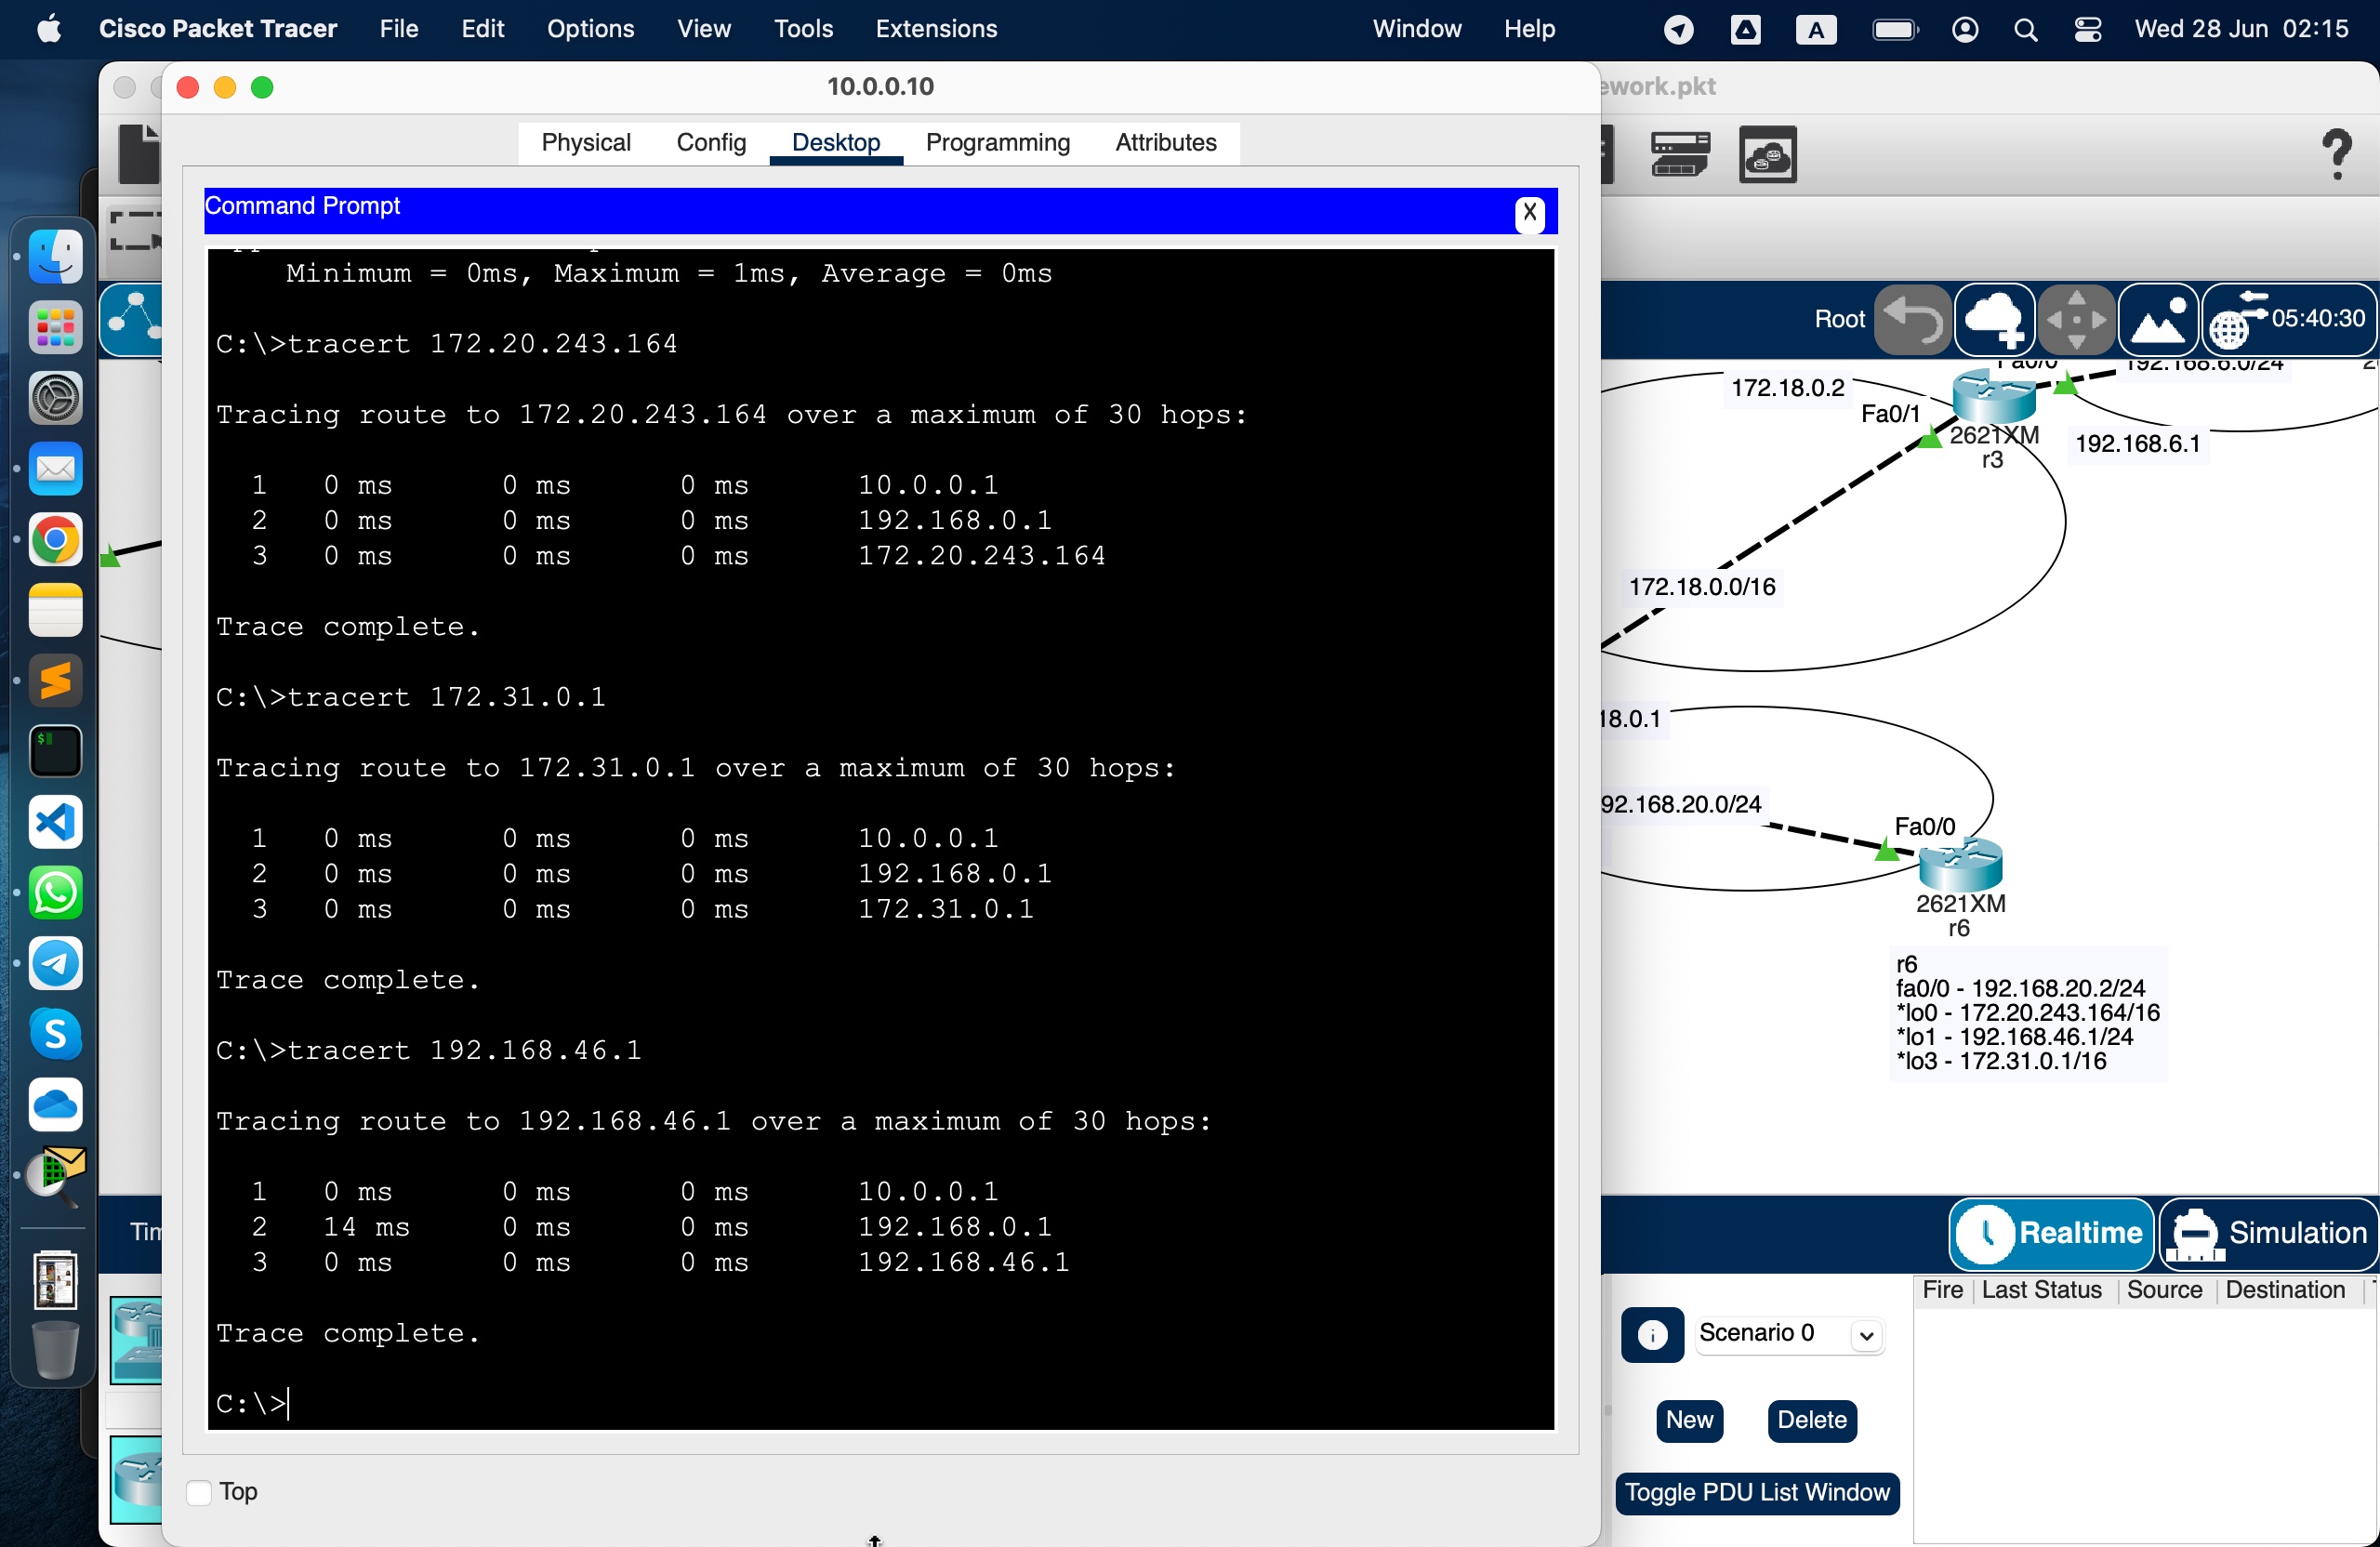 Cisco Packet Tracer File Edit Options View Tools Extensions Window Help A Wed 28 Jun 02:15
10.0.0.10
ework.pkt
Physical Config Desktop Programming Attributes
Command Prompt X
Minimum = 0ms, Maximum = 1ms, Average = 0ms
C:\>tracert 172.20.243.164
Tracing route to 172.20.243.164 over a maximum of 30 hops:
1 0 ms 0 ms 0 ms 10.0.0.1
2 0 ms 0 ms 0 ms 192.168.0.1
3 0 ms 0 ms 0 ms 172.20.243.164
Trace complete.
C:\>tracert 172.31.0.1
Tracing route to 172.31.0.1 over a maximum of 30 hops:
1 0 ms 0 ms 0 ms 10.0.0.1
2 0 ms 0 ms 0 ms 192.168.0.1
3 0 ms 0 ms 0 ms 172.31.0.1
Trace complete.
C:\>tracert 192.168.46.1
Tracing route to 192.168.46.1 over a maximum of 30 hops:
1 0 ms 0 ms 0 ms 10.0.0.1
2 14 ms 0 ms 0 ms 192.168.0.1
3 0 ms 0 ms 0 ms 192.168.46.1
Trace complete.
C:\>
Top
Root 05:40:30
Fa0/0 192.168.6.0/24
172.18.0.2
Fa0/1
2621XM
r3
192.168.6.1
172.18.0.0/16
18.0.1
92.168.20.0/24
Fa0/0
2621XM
r6
r6
fa0/0 - 192.168.20.2/24
*lo0 - 172.20.243.164/16
*lo1 - 192.168.46.1/24
*lo3 - 172.31.0.1/16
Tim
Realtime Simulation
Fire Last Status Source Destination
Scenario 0
New Delete
Toggle PDU List Window